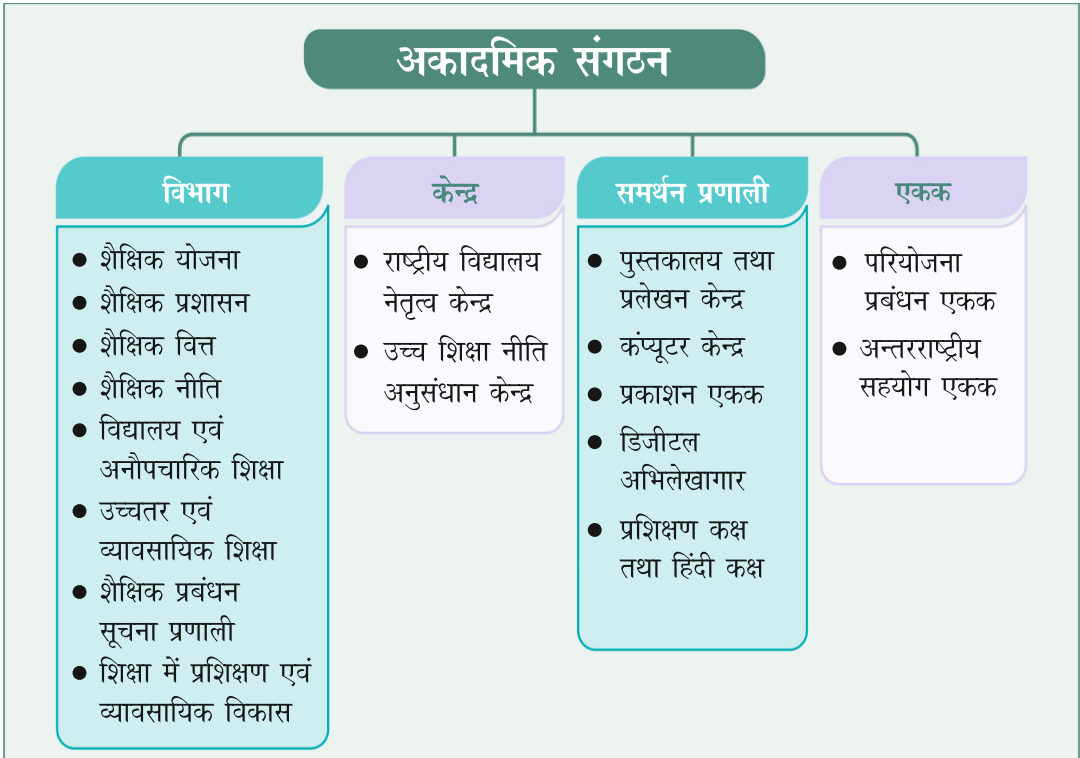 अकादमिक संगठन
विभाग
● शैक्षिक योजना
● शैक्षिक प्रशासन
● शैक्षिक वित्त
● शैक्षिक नीति
● विद्यालय एवं
अनौपचारिक शिक्षा
● उच्चतर एवं
व्यावसायिक शिक्षा
● शैक्षिक प्रबंधन
सूचना प्रणाली
● शिक्षा में प्रशिक्षण एवं
व्यावसायिक विकास
केन्द्र
● राष्ट्रीय विद्यालय
नेतृत्व केन्द्र
● उच्च शिक्षा नीति
अनुसंधान केन्द्र
समर्थन प्रणाली
● पुस्तकालय तथा
प्रलेखन केन्द्र
● कंप्यूटर केन्द्र
● प्रकाशन एकक
● डिजीटल
अभिलेखागार
● प्रशिक्षण कक्ष
तथा हिंदी कक्ष
एकक
● परियोजना
प्रबंधन एकक
● अन्तरराष्ट्रीय
सहयोग एकक